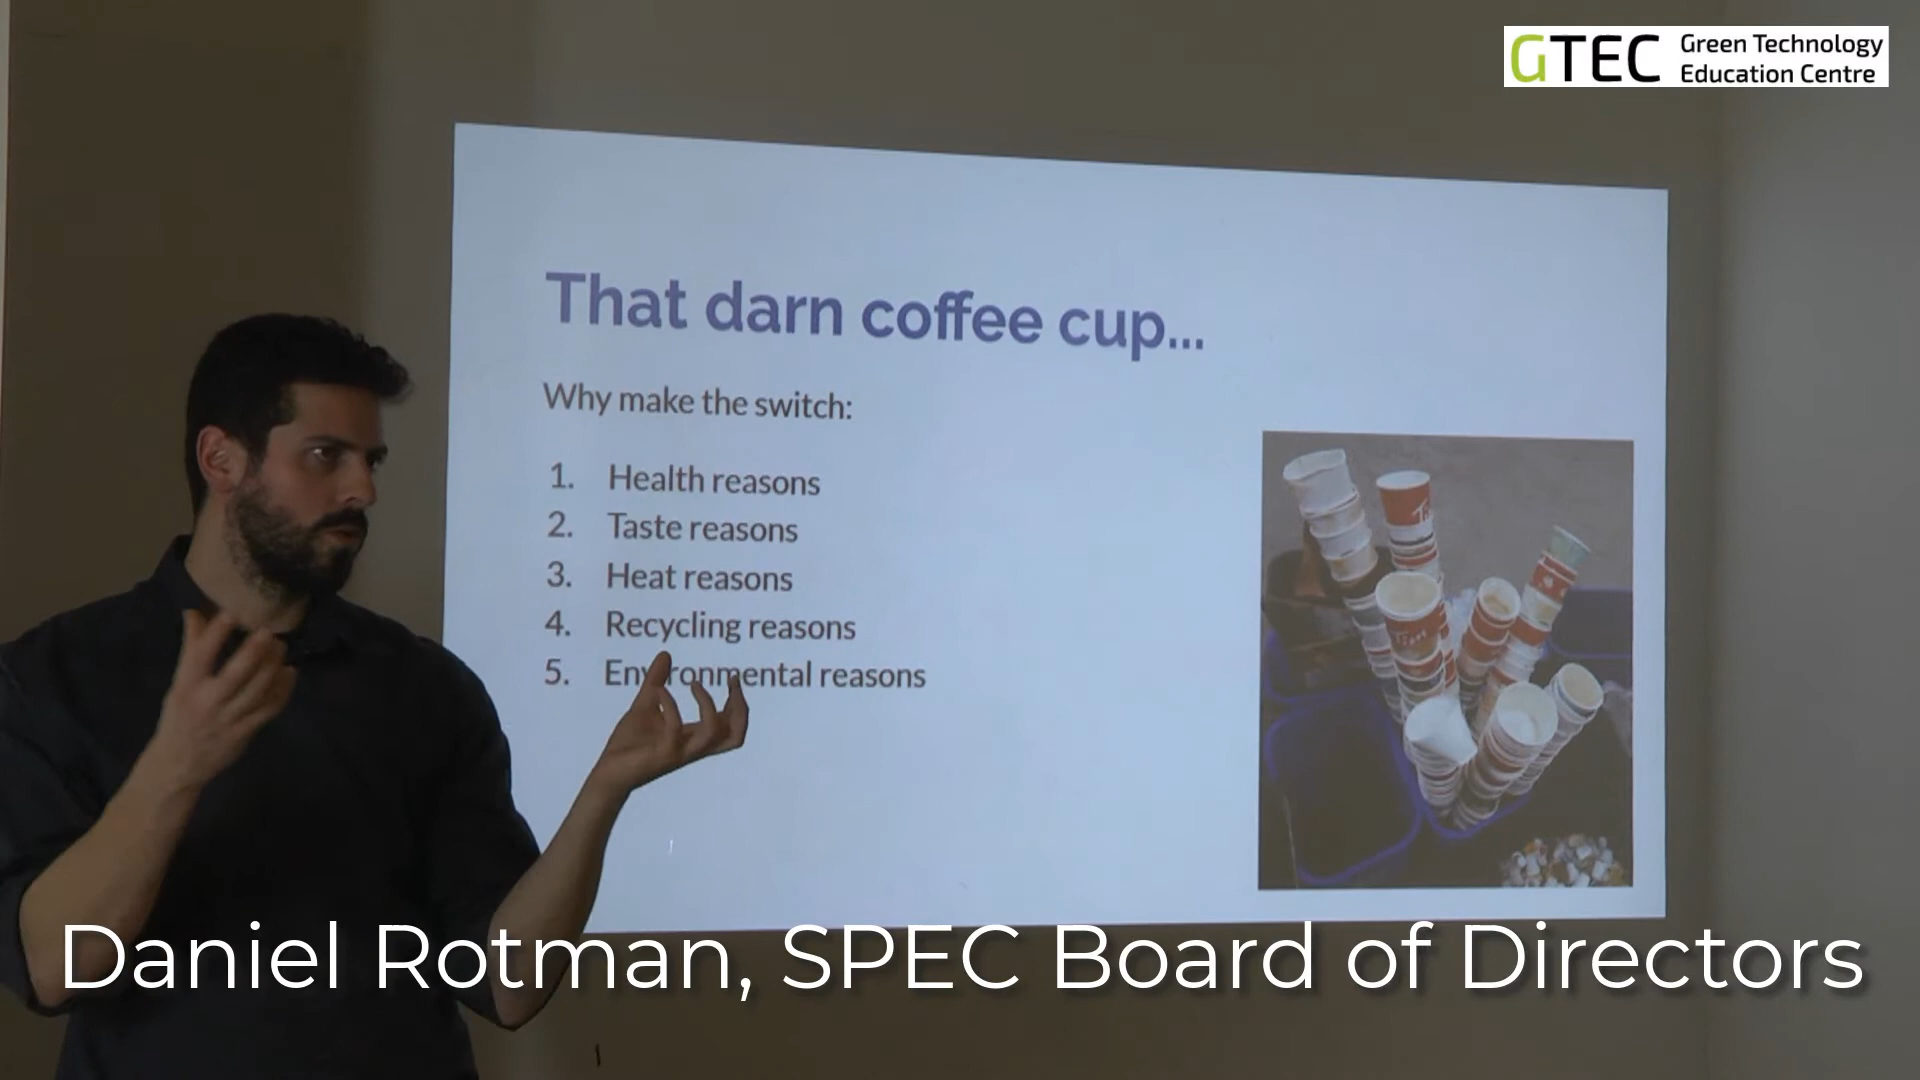 GTEC Green Technology
Education Centre
That darn coffee cup...
Why make the switch:
1. Health reasons
2. Taste reasons
3. Heat reasons
4. Recycling reasons
5. Environmental reasons
Daniel Rotman, SPEC Board of Directors